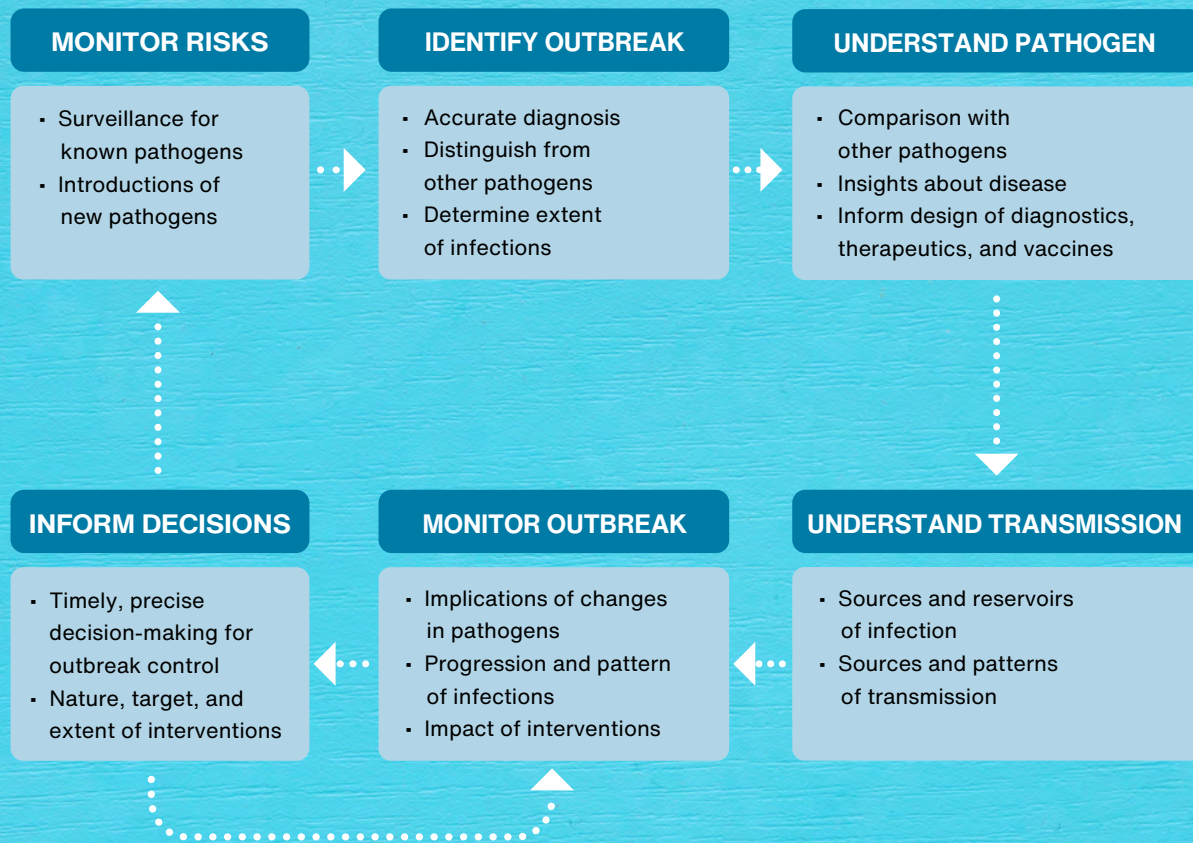 MONITOR RISKS
▪ Surveillance for
known pathogens
▪ Introductions of
new pathogens
IDENTIFY OUTBREAK
▪ Accurate diagnosis
▪ Distinguish from
other pathogens
▪ Determine extent
of infections
UNDERSTAND PATHOGEN
▪ Comparison with
other pathogens
▪ Insights about disease
▪ Inform design of diagnostics,
therapeutics, and vaccines
UNDERSTAND TRANSMISSION
▪ Sources and reservoirs
of infection
▪ Sources and patterns
of transmission
MONITOR OUTBREAK
▪ Implications of changes
in pathogens
▪ Progression and pattern
of infections
▪ Impact of interventions
INFORM DECISIONS
▪ Timely, precise
decision-making for
outbreak control
▪ Nature, target, and
extent of interventions